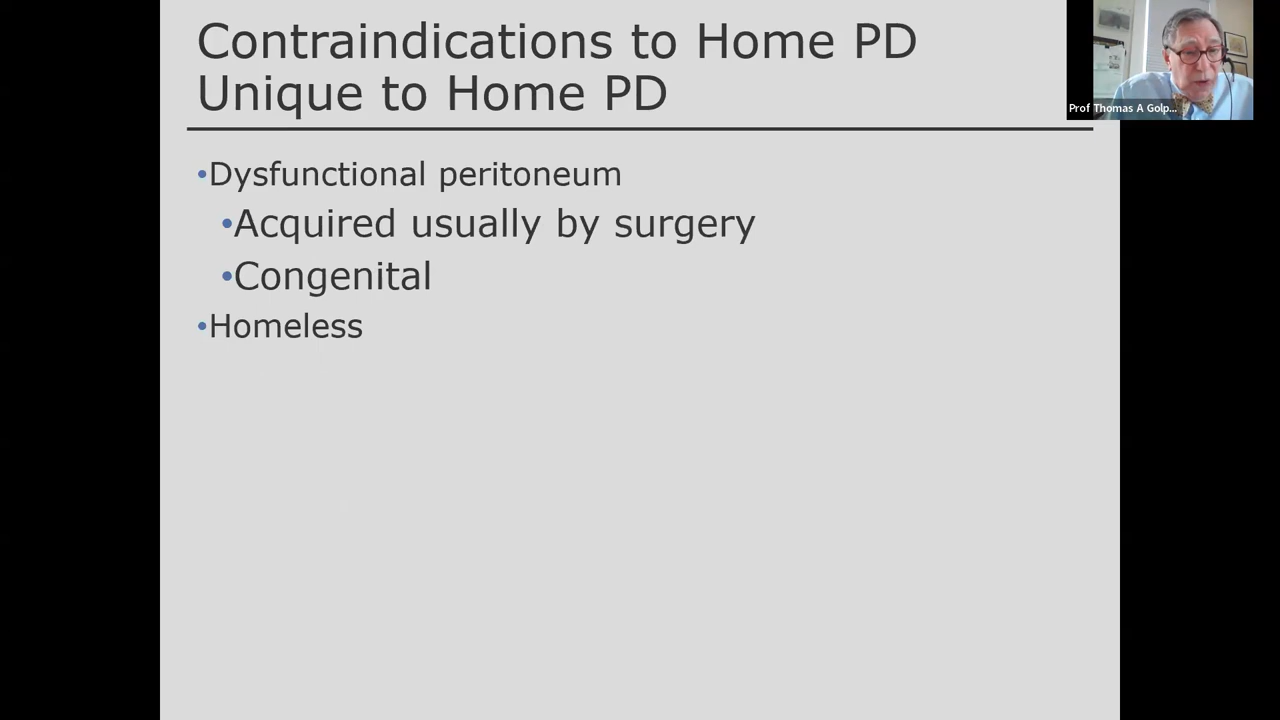 Contraindications to Home PD
Unique to Home PD
Prof Thomas A Golp...
•Dysfunctional peritoneum
•Acquired usually by surgery
•Congenital
•Homeless